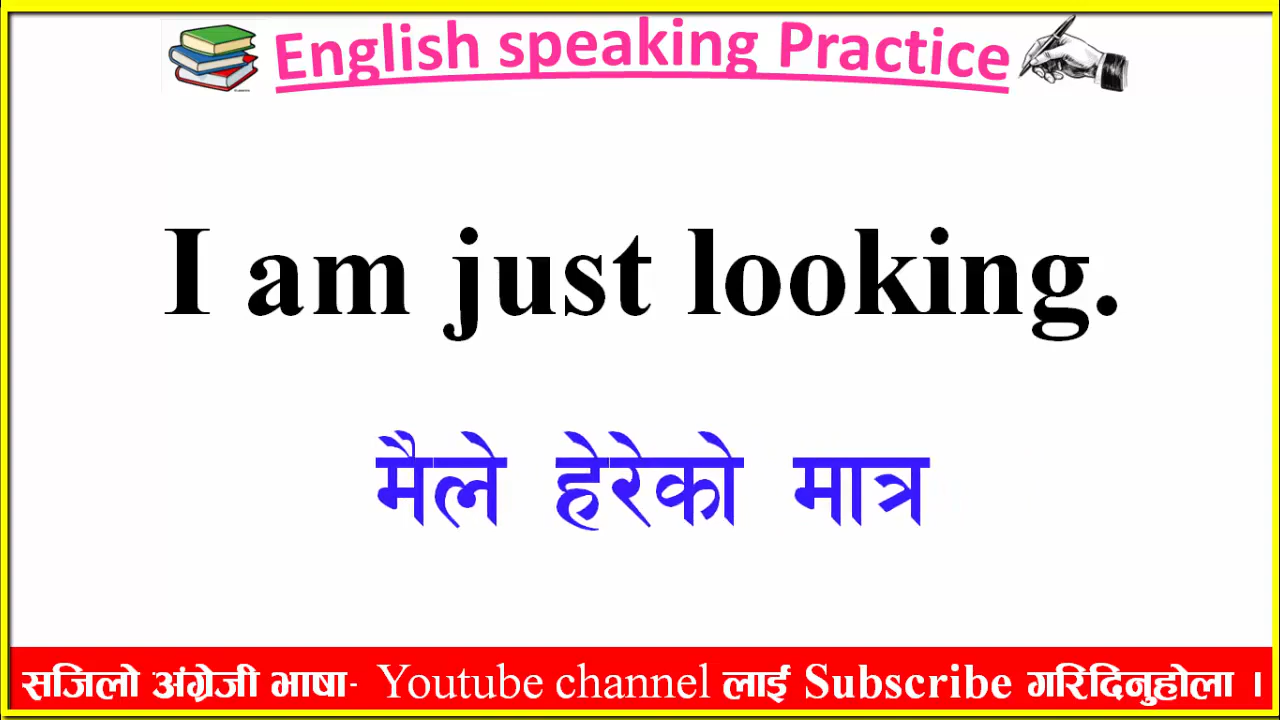 English speaking Practice
I am just looking.
मैले हेरेको मात्र
सजिलो अंग्रेजी भाषा- Youtube channel लाई Subscribe गरिदिनुहोला ।